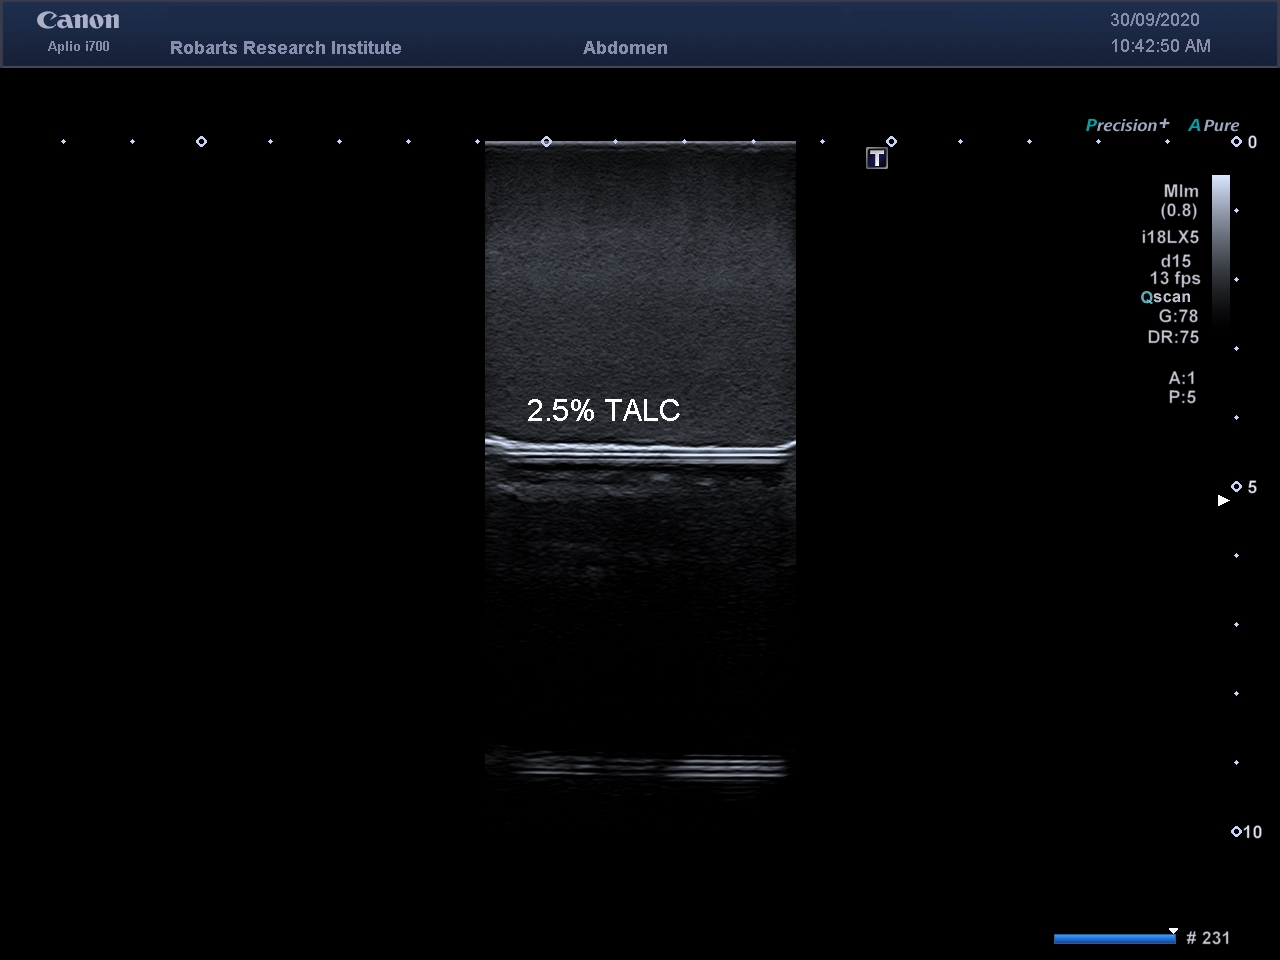 Canon
Aplio i700
Robarts Research Institute
Abdomen
30/09/2020
10:42:50 AM
Precision+ APure
T
0
MIm
(0.8)
i18LX5
d15
13 fps
Qscan
G:78
DR:75
A:1
P:5
2.5% TALC
5
10
# 231